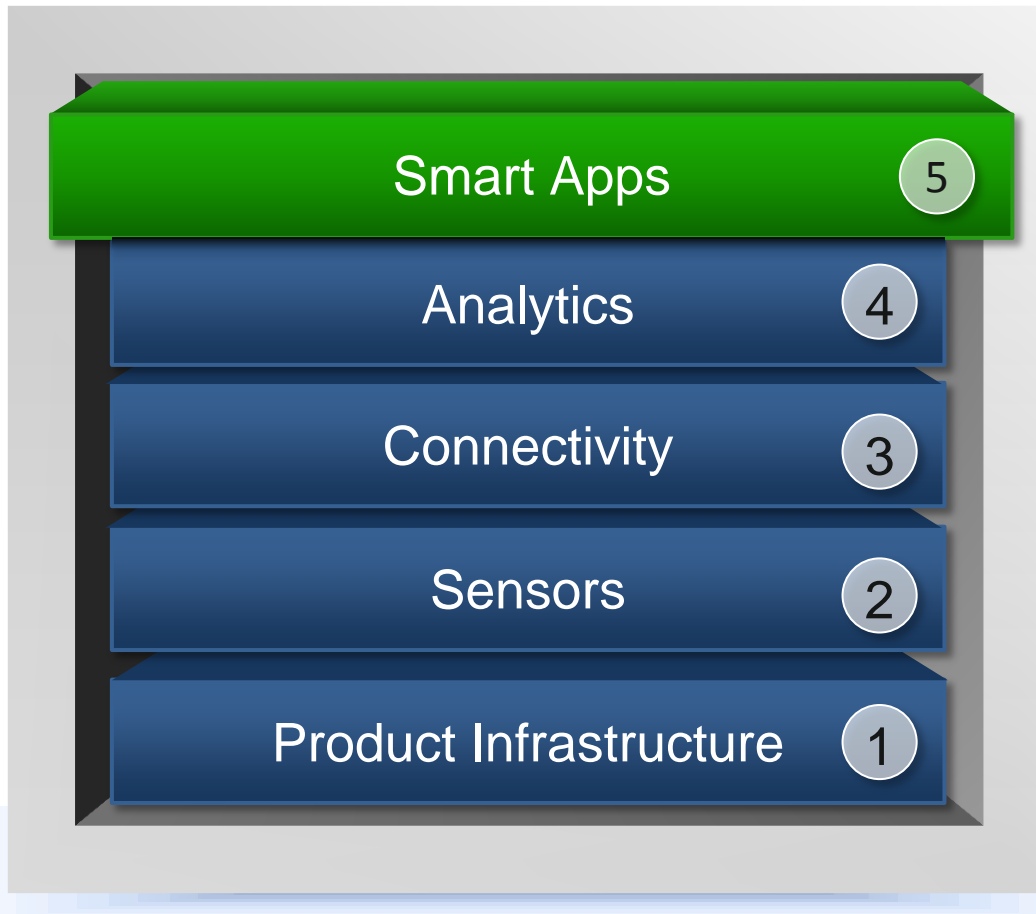 Smart Apps 5
Analytics 4
Connectivity 3
Sensors 2
Product Infrastructure 1